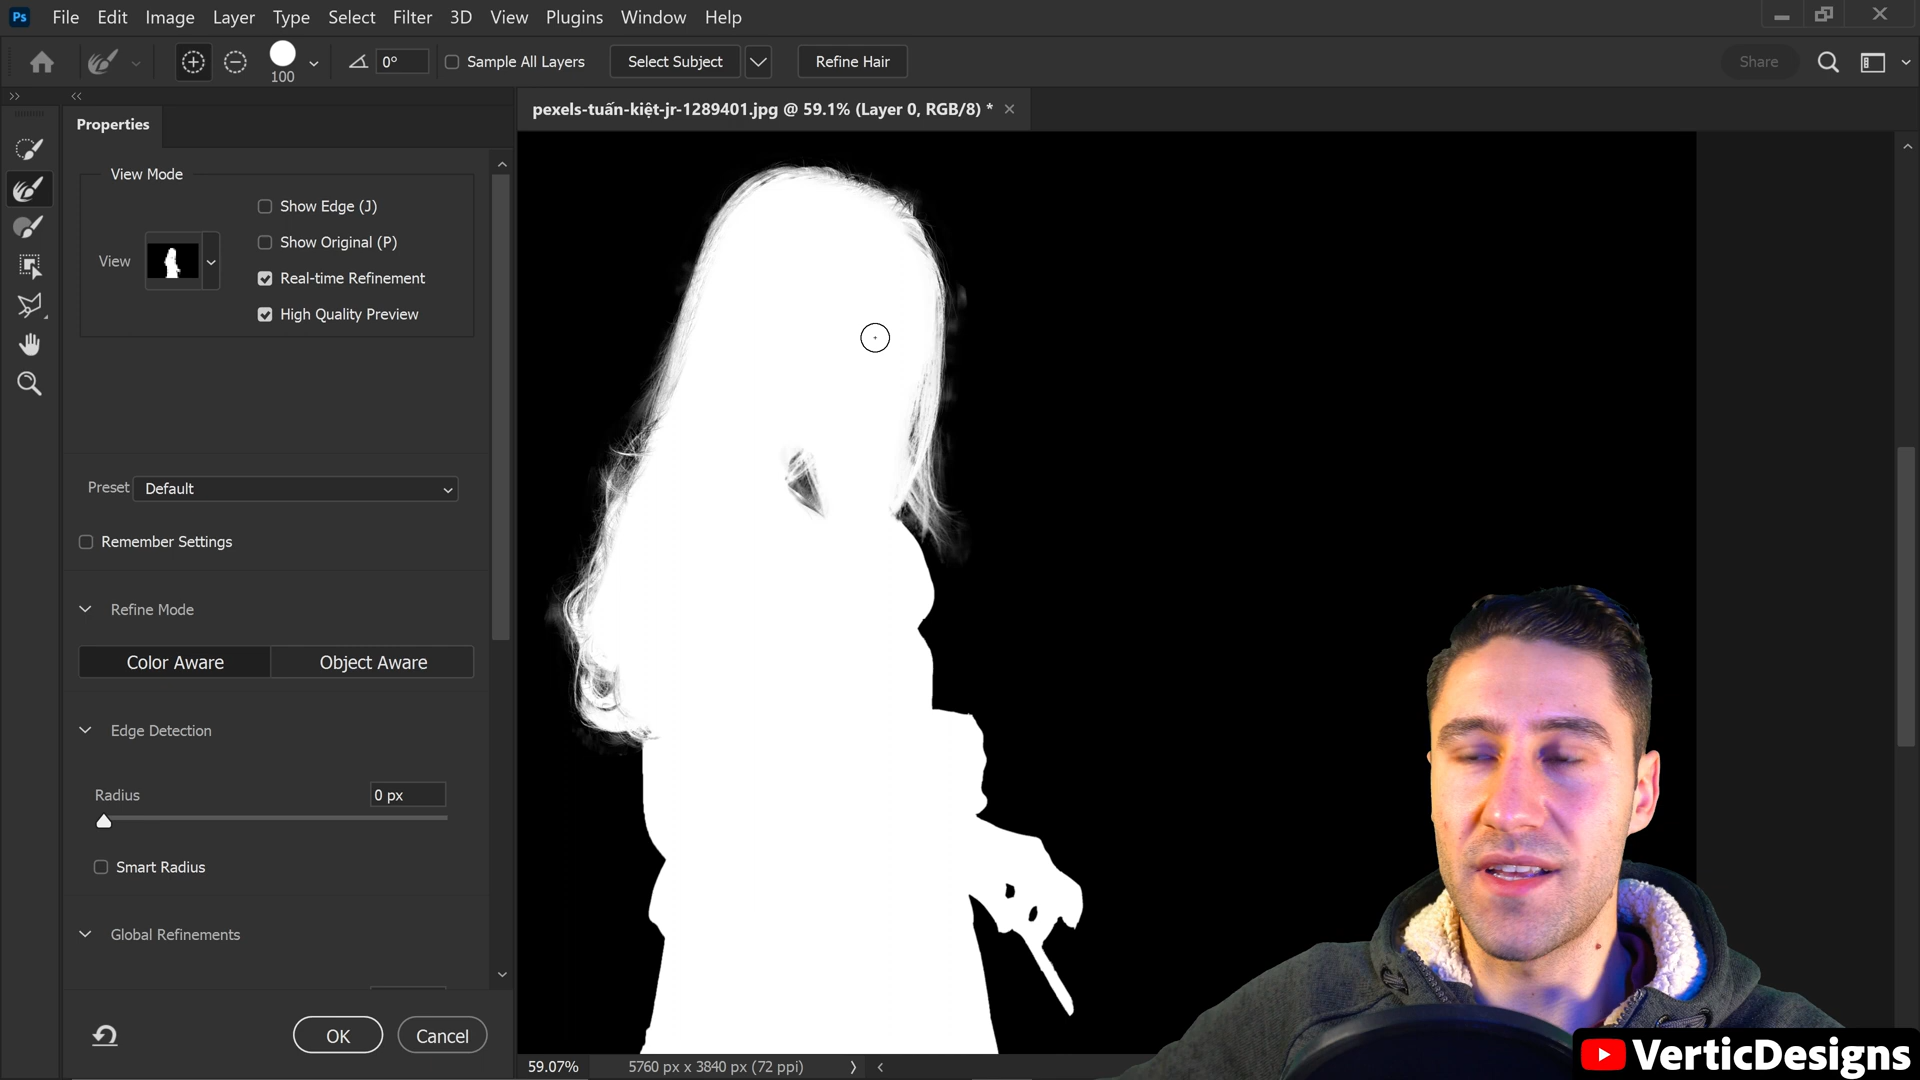 Ps File Edit Image Layer Type Select Filter 3D View Plugins Window Help
100
0°
Sample All Layers
Select Subject
Refine Hair
Share
Properties
pexels-tuấn-kiệt-jr-1289401.jpg @ 59.1% (Layer 0, RGB/8) *
View Mode
Show Edge (J)
Show Original (P)
View
Real-time Refinement
High Quality Preview
Preset Default
Remember Settings
Refine Mode
Color Aware Object Aware
Edge Detection
Radius 0 px
Smart Radius
Global Refinements
OK Cancel
59.07% 5760 px x 3840 px (72 ppi)
VerticDesigns